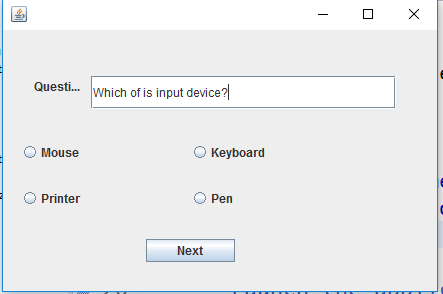 Questi... Which of is input device?
Mouse Keyboard
Printer Pen
Next